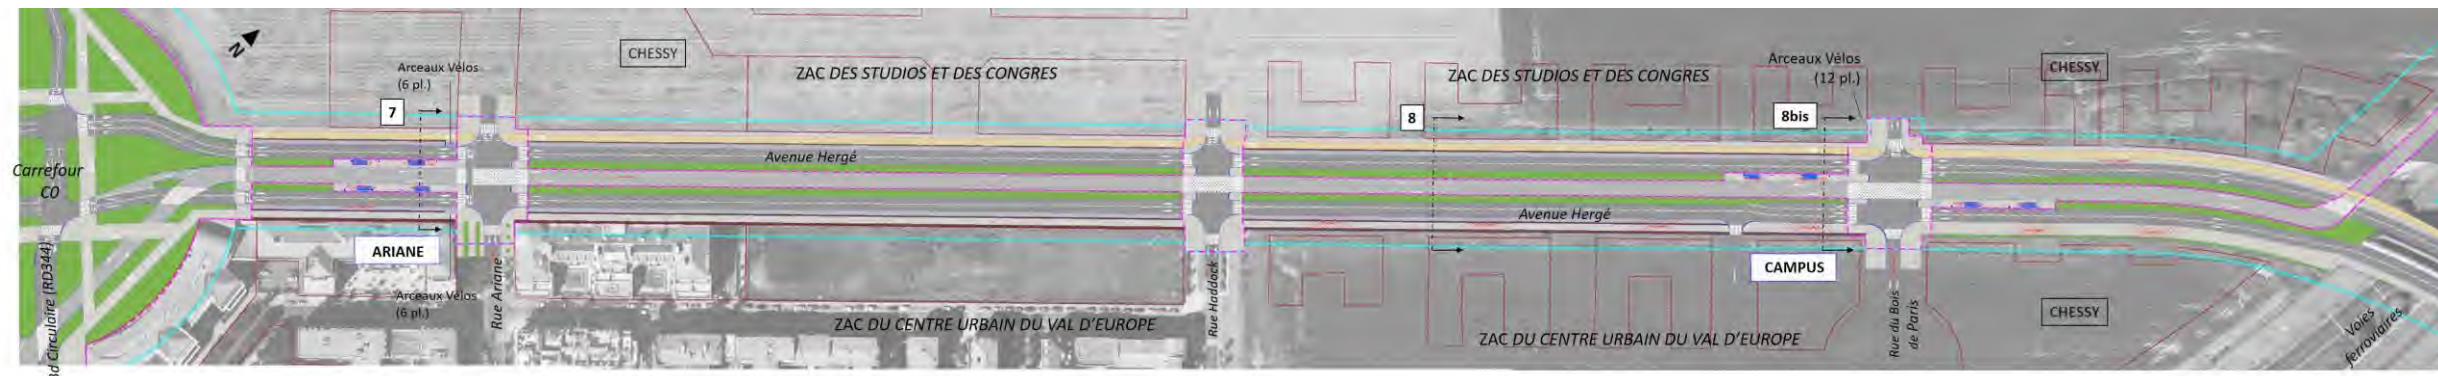 N
Arceaux Vélos
(6 pl.)
7
CHESSY
ZAC DES STUDIOS ET DES CONGRES
ZAC DES STUDIOS ET DES CONGRES
Arceaux Vélos
(12 pl.)
CHESSY
8
8bis
Avenue Hergé
Carrefour
C0
Avenue Hergé
ARIANE
CAMPUS
Bd Circulaire (RD344)
Arceaux Vélos
(6 pl.)
Rue Ariane
ZAC DU CENTRE URBAIN DU VAL D'EUROPE
Rue Haddock
ZAC DU CENTRE URBAIN DU VAL D'EUROPE
Rue du Bois
de Paris
CHESSY
Voies
ferroviaires